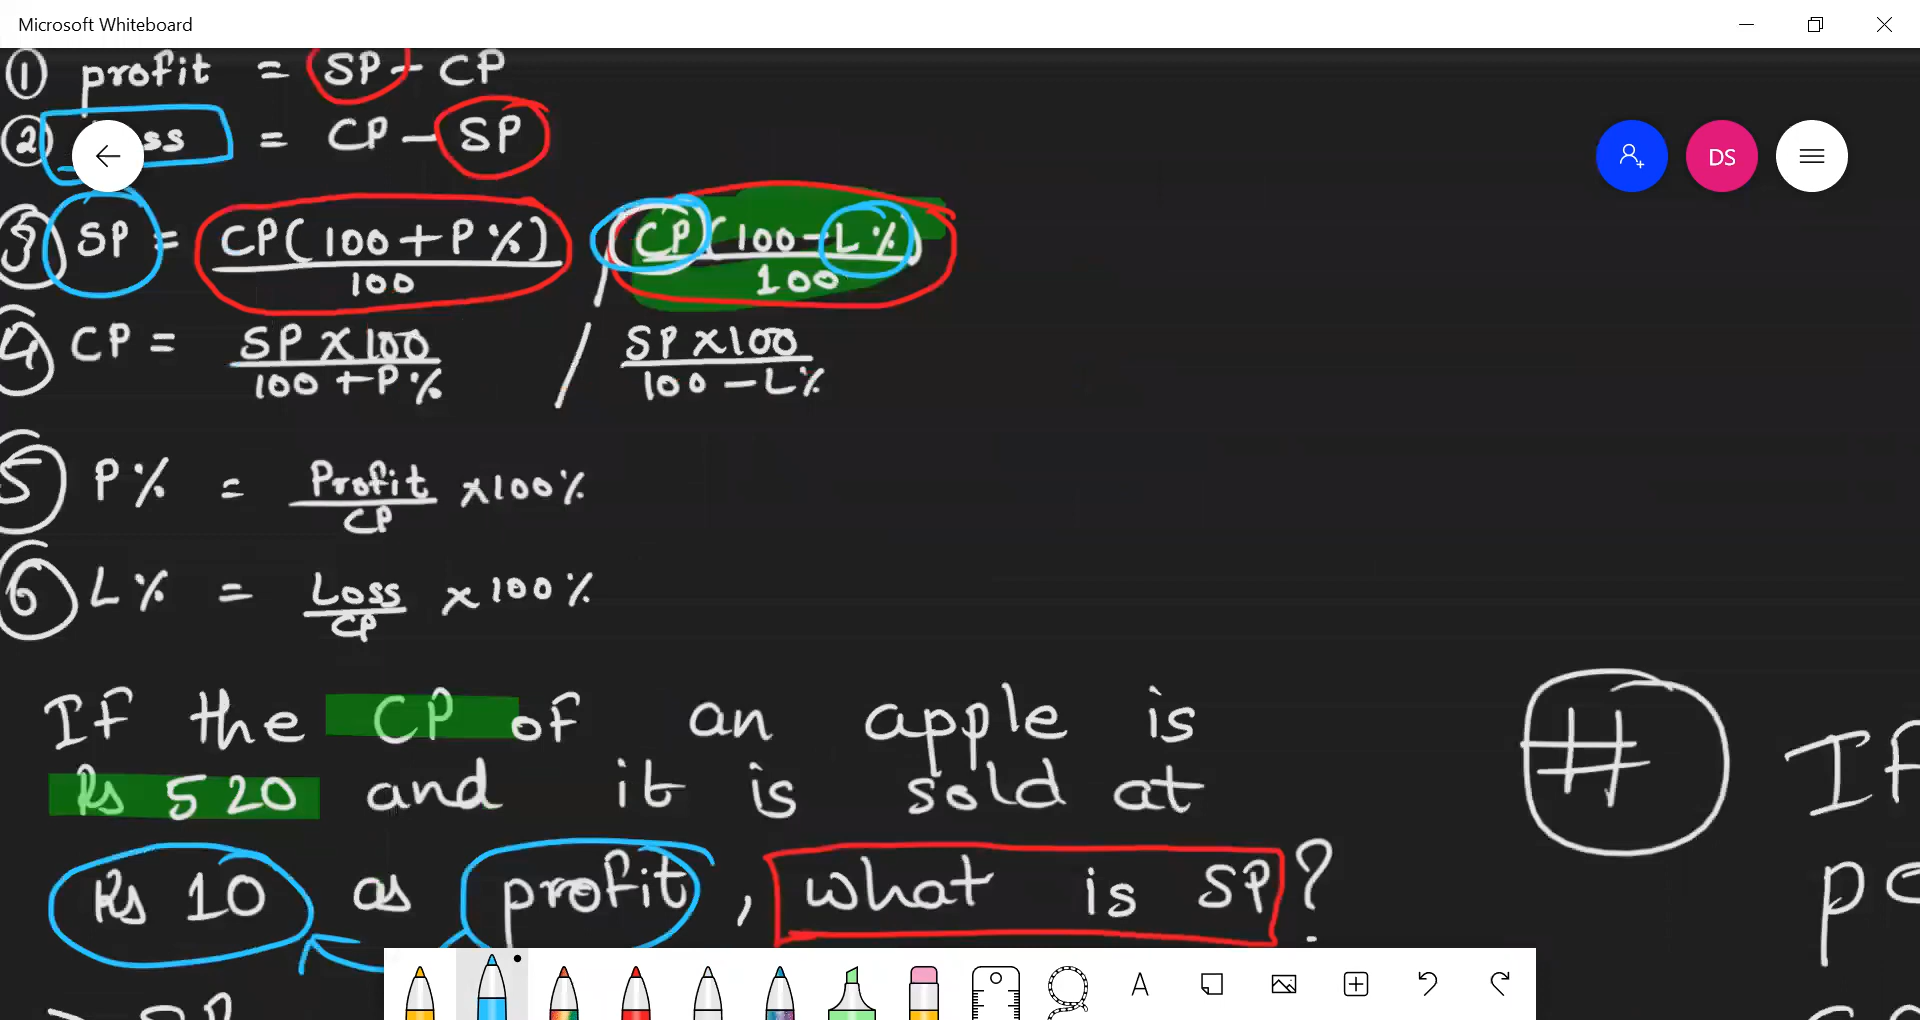 Microsoft Whiteboard
① profit = SP - CP
② ss = CP - SP
DS
③ SP = CP(100 + P%) / 100 / (CP)(100 - L%) / 100
④ CP = SP x 100 / 100 + P% / SP x 100 / 100 - L%
⑤ P% = Profit / CP x 100%
⑥ L% = Loss / CP x 100%
If the CP of an apple is
Rs 520 and it is sold at
Rs 10 as profit, what is SP?
# If
A